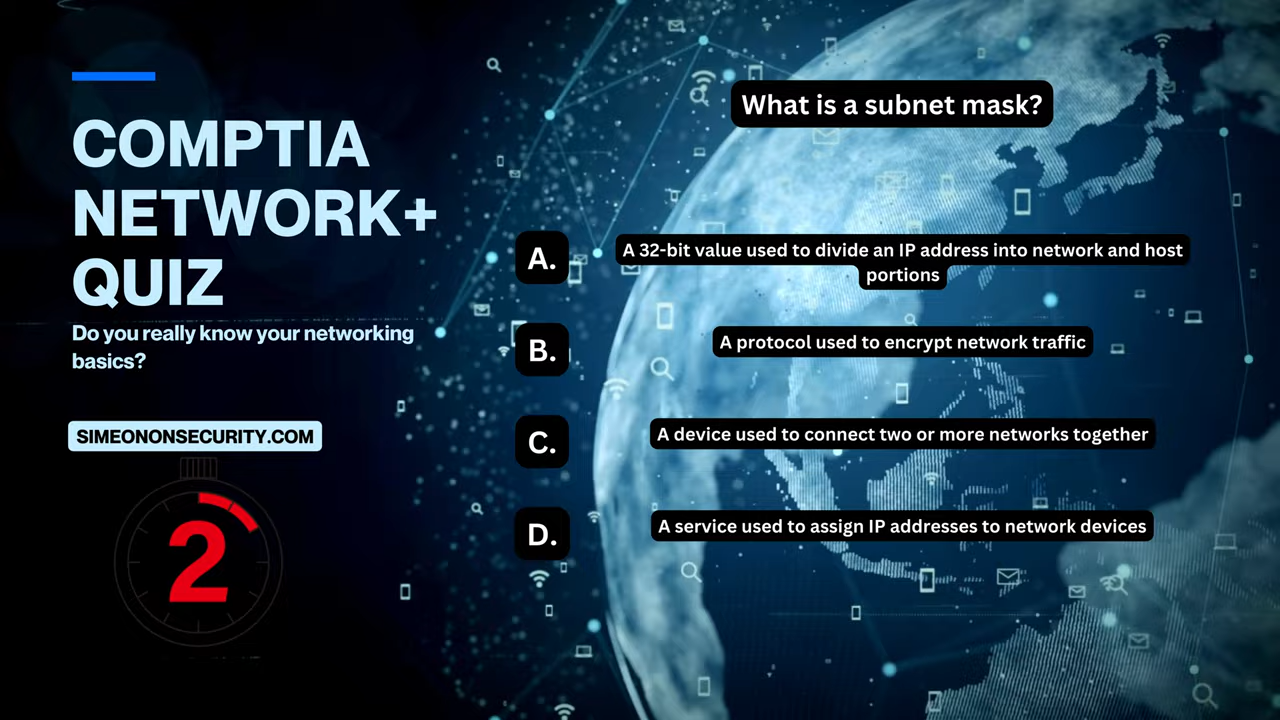 COMPTIA
NETWORK+
QUIZ
Do you really know your networking
basics?
SIMEONONSECURITY.COM
2
What is a subnet mask?
A. A 32-bit value used to divide an IP address into network and host
portions
B. A protocol used to encrypt network traffic
C. A device used to connect two or more networks together
D. A service used to assign IP addresses to network devices